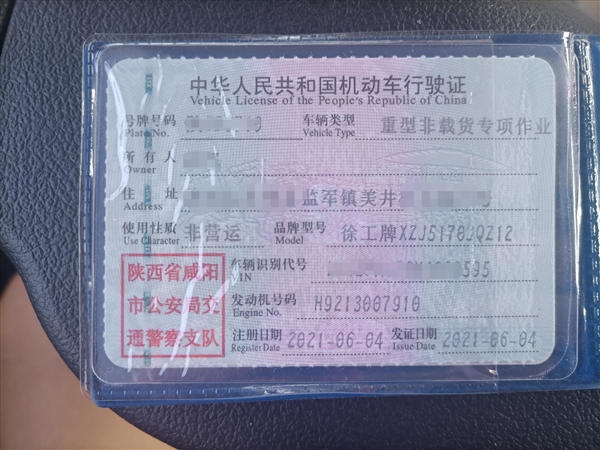 中华人民共和国机动车行驶证
Vehicle License of the People's Republic of China
号牌号码 车辆类型 重型非载货专项作业
Plate No. Vehicle Type
所有人
Owner
住 址 监军镇美井
Address
使用性质 非营运 品牌型号 徐工牌XZJ5178JQZ12
Use Character Model
陕西省咸阳 车辆识别代号 595
VIN
市公安局交 发动机号码 H9213007910
Engine No.
通警察支队 注册日期 2021-06-04 发证日期 2021-06-04
Register Date Issue Date